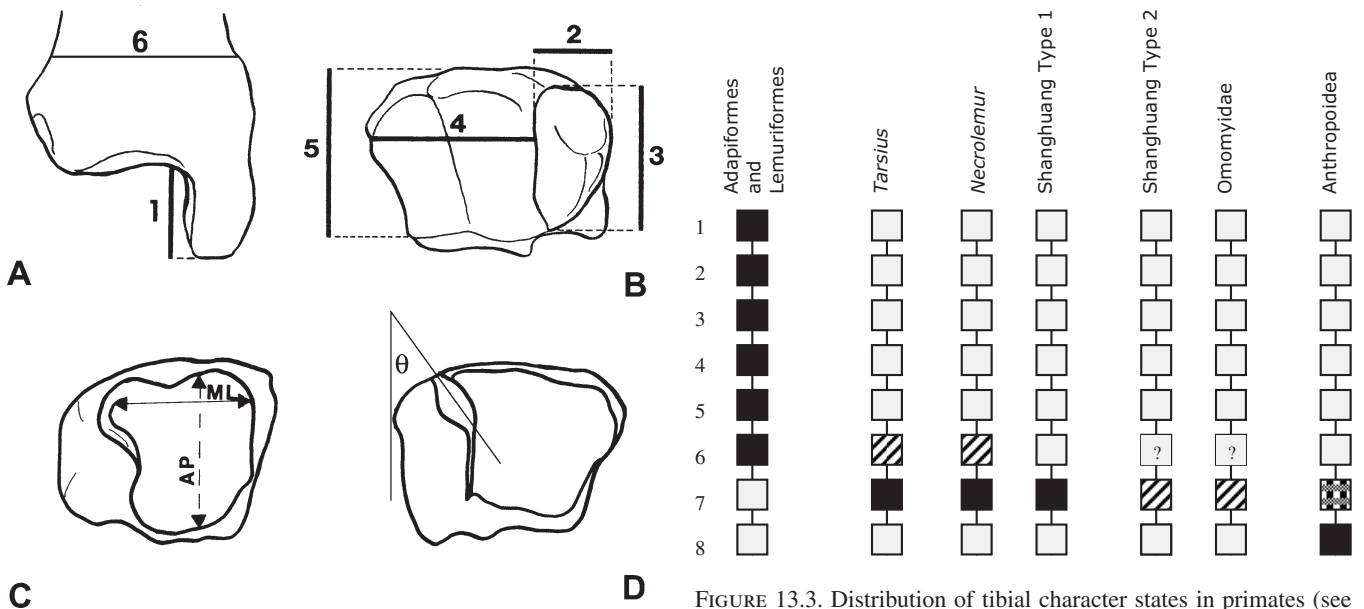 6
1
A
2
5
4
3
B
ML
AP
C
θ
D
Adapiformes
and
Lemuriformes
Tarsius
Necrolemur
Shanghuang Type 1
Shanghuang Type 2
Omomyidae
Anthropoidea
1
2
3
4
5
6 ? ?
7
8
FIGURE 13.3. Distribution of tibial character states in primates (see